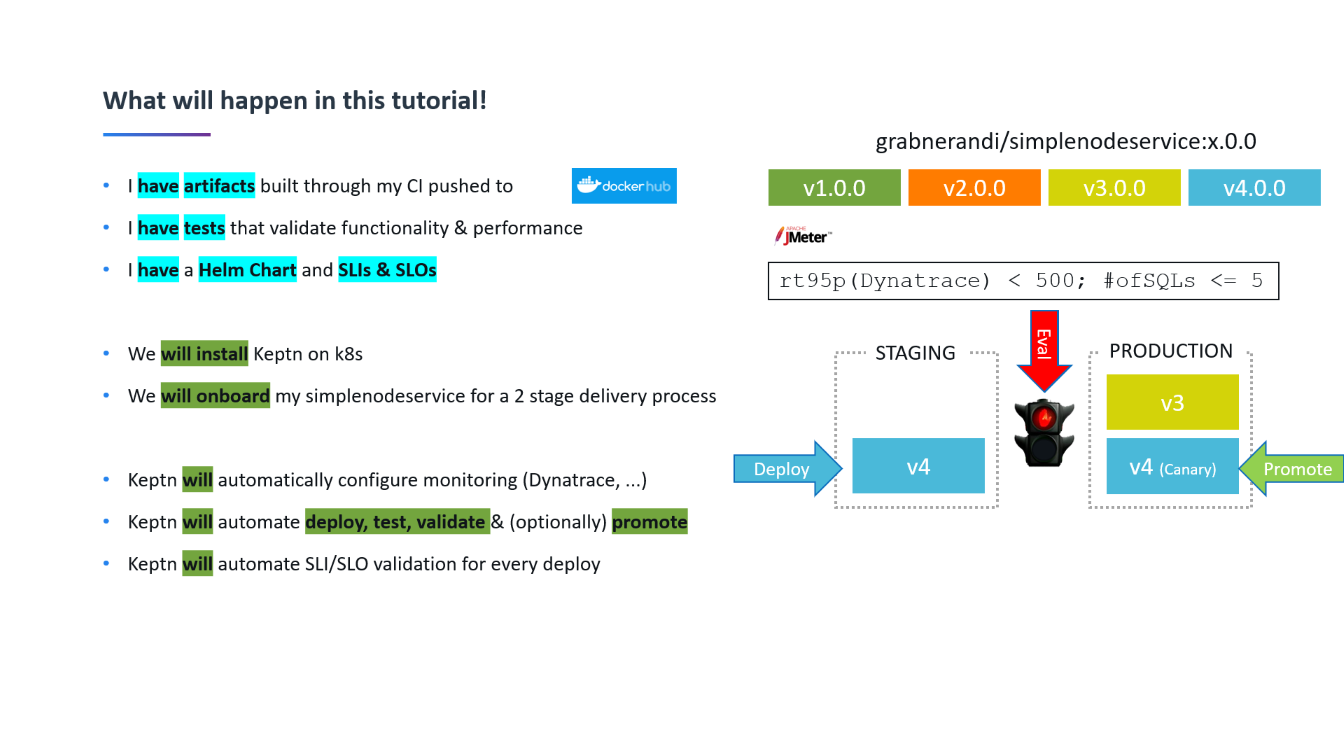 What will happen in this tutorial!
• I have artifacts built through my CI pushed to
docker hub
• I have tests that validate functionality & performance
• I have a Helm Chart and SLIs & SLOs
• We will install Keptn on k8s
• We will onboard my simplenodeservice for a 2 stage delivery process
• Keptn will automatically configure monitoring (Dynatrace, ...)
• Keptn will automate deploy, test, validate & (optionally) promote
• Keptn will automate SLI/SLO validation for every deploy
grabnerandi/simplenodeservice:x.0.0
v1.0.0 v2.0.0 v3.0.0 v4.0.0
APACHE
JMeter™
rt95p(Dynatrace) < 500; #ofSQLs <= 5
Eval
STAGING
PRODUCTION
v3
Deploy
v4
v4 (Canary)
Promote